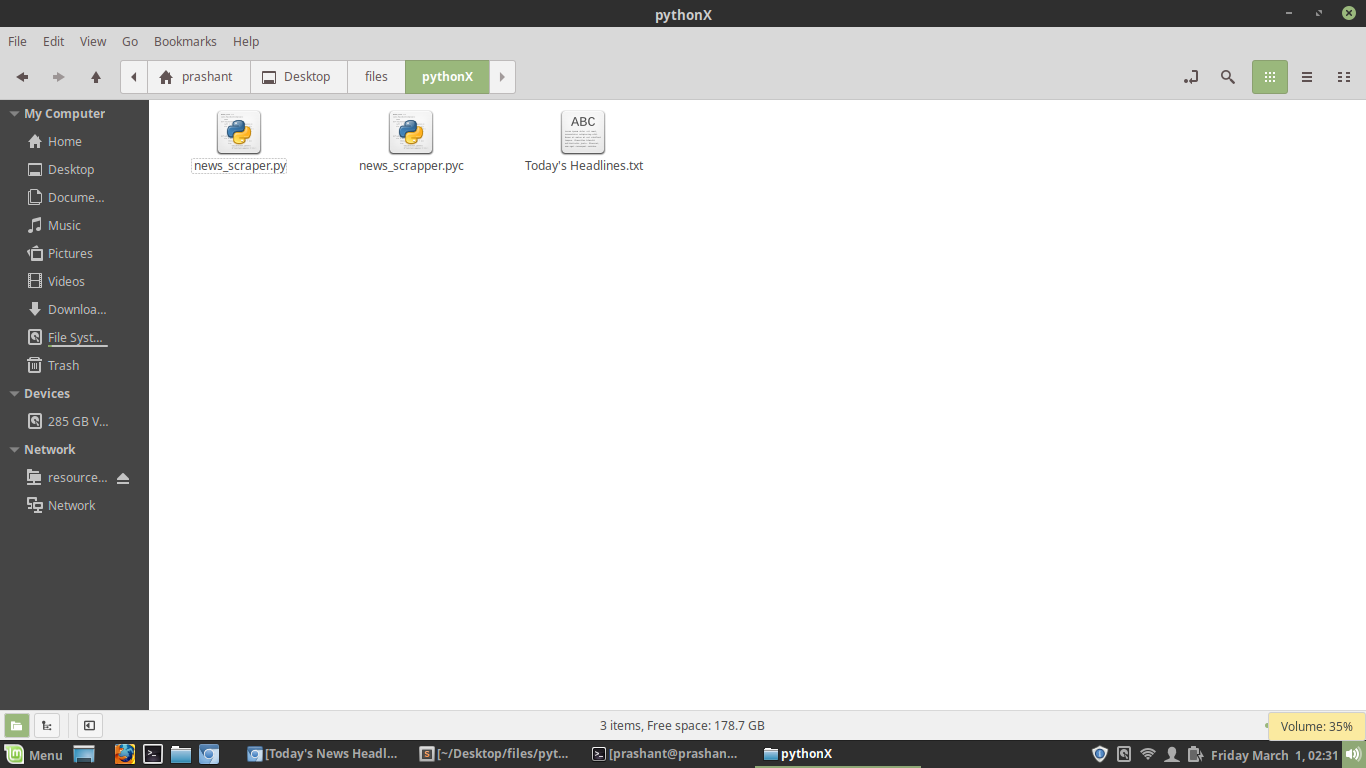 pythonX
File Edit View Go Bookmarks Help
prashant Desktop files pythonX
My Computer
Home
Desktop
Docume...
Music
Pictures
Videos
Downloa...
File Syst...
Trash
Devices
285 GB V...
Network
resource...
Network
ABC
news_scraper.py news_scrapper.pyc Today's Headlines.txt
3 items, Free space: 178.7 GB
Volume: 35%
Menu [Today's News Headl... [~/Desktop/files/pyt... [prashant@prashan... pythonX Friday March 1, 02:31